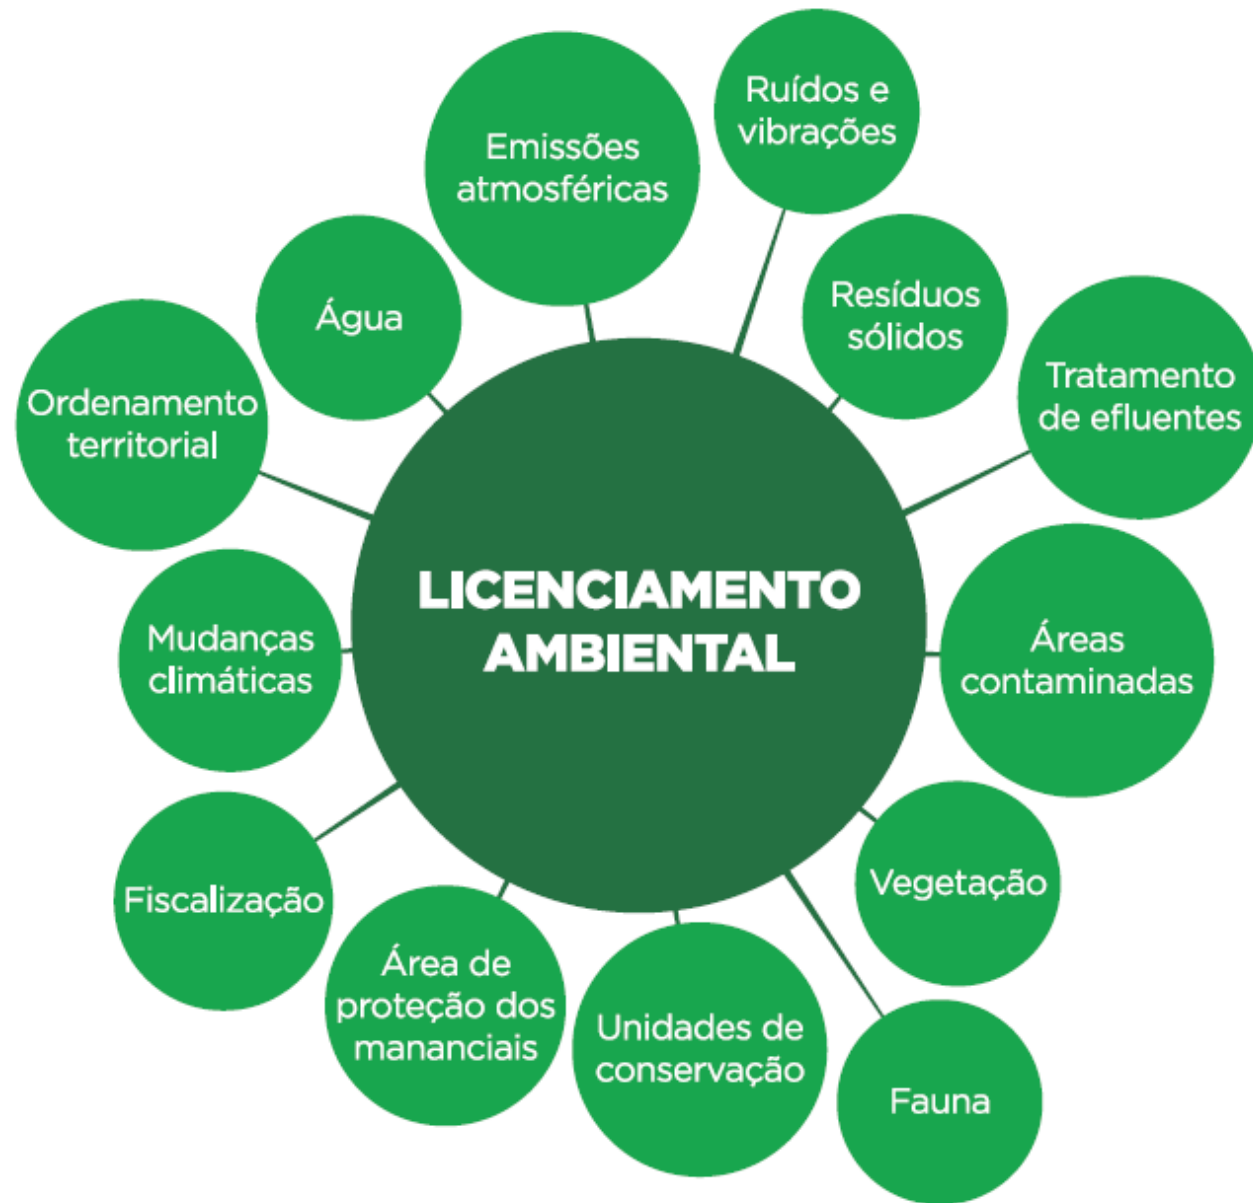 Ruídos e
vibrações
Emissões
atmosféricas
Resíduos
sólidos
Água
Tratamento
de efluentes
Ordenamento
territorial
LICENCIAMENTO
AMBIENTAL
Mudanças
climáticas
Áreas
contaminadas
Vegetação
Fiscalização
Área de
proteção dos
mananciais
Unidades de
conservação
Fauna